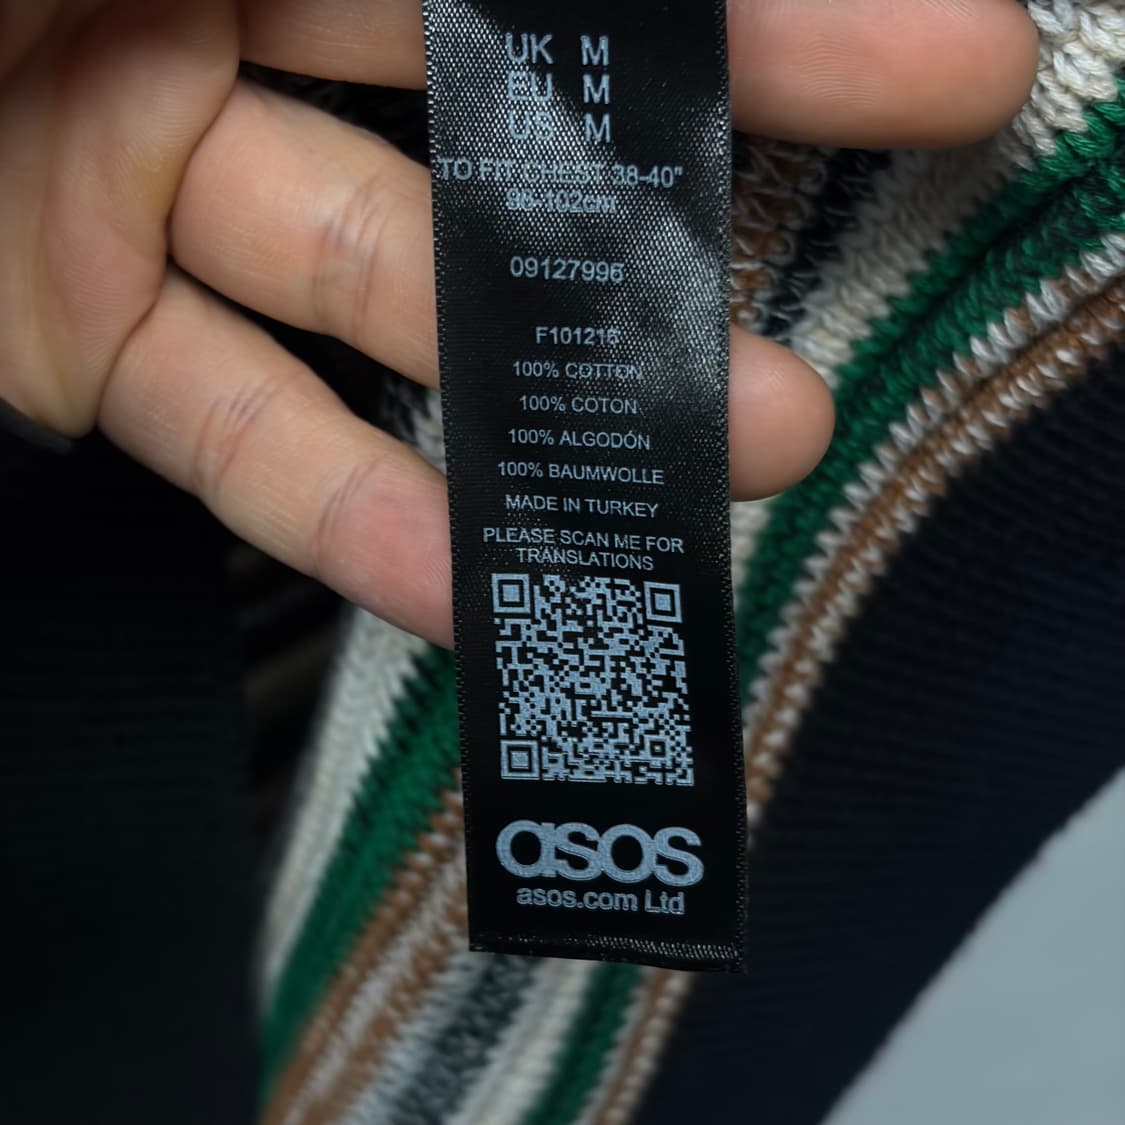 UK M
EU M
US M
TO FIT CHEST 38-40"
96-102cm
09127996
F101216
100% COTTON
100% COTON
100% ALGODÓN
100% BAUMWOLLE
MADE IN TURKEY
PLEASE SCAN ME FOR
TRANSLATIONS
asos
asos.com Ltd